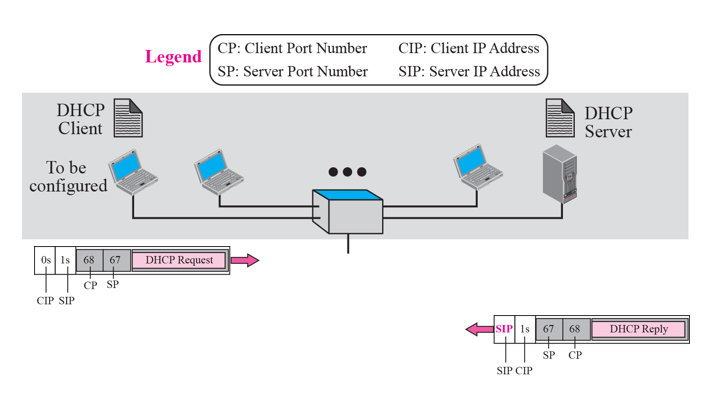 Legend
CP: Client Port Number CIP: Client IP Address
SP: Server Port Number SIP: Server IP Address
DHCP
Client
DHCP
Server
To be
configured
0s 1s 68 67 DHCP Request
CIP SIP CP SP
SIP 1s 67 68 DHCP Reply
SP CP
SIP CIP